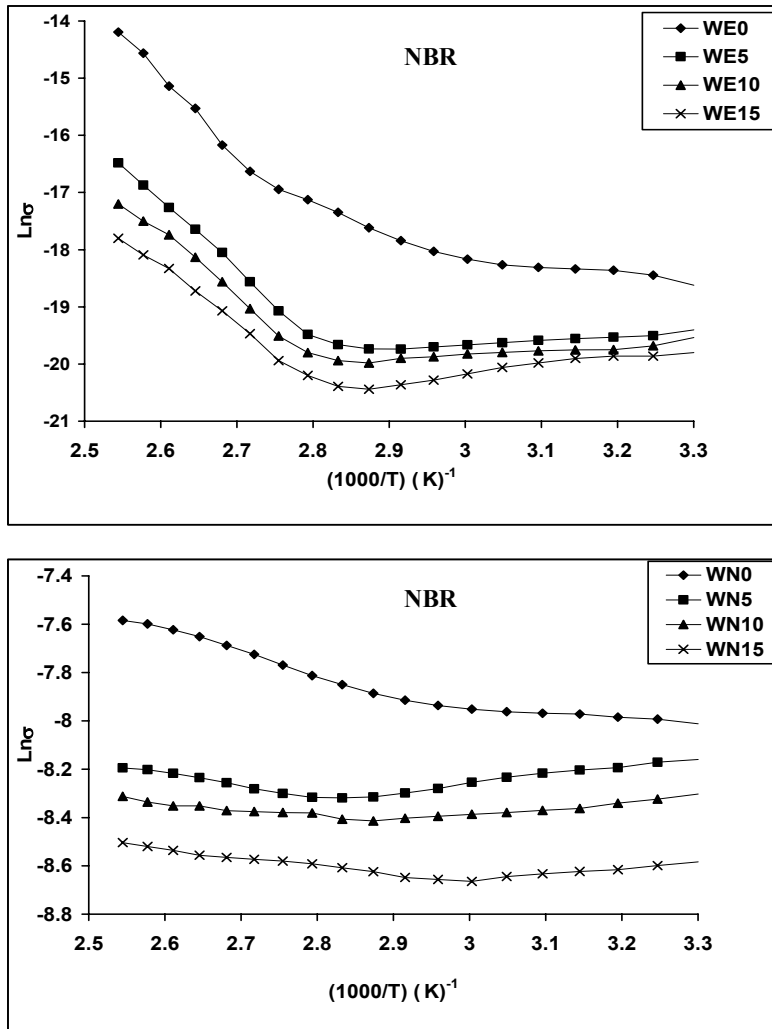 NBR
WE0
WE5
WE10
WE15
-14
-15
-16
-17
-18
-19
-20
-21
Lnσ
2.5 2.6 2.7 2.8 2.9 3 3.1 3.2 3.3
(1000/T) ( K)-1
NBR
WN0
WN5
WN10
WN15
-7.4
-7.6
-7.8
-8
-8.2
-8.4
-8.6
-8.8
Lnσ
2.5 2.6 2.7 2.8 2.9 3 3.1 3.2 3.3
(1000/T) ( K)-1